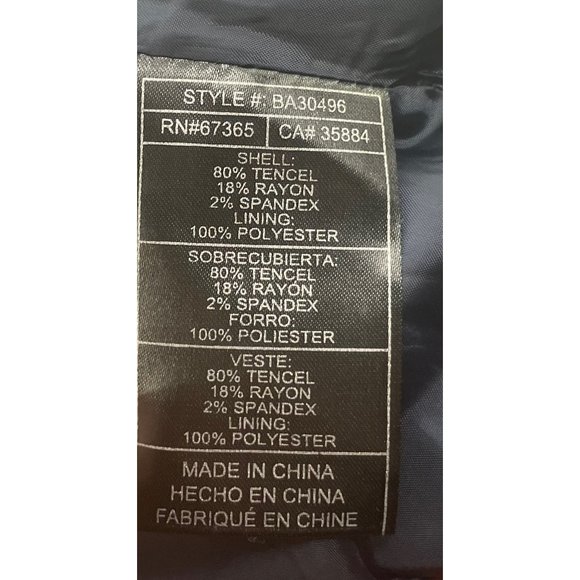 STYLE #: BA30496
RN#67365 CA# 35884
SHELL:
80% TENCEL
18% RAYON
2% SPANDEX
LINING:
100% POLYESTER
SOBRECUBIERTA:
80% TENCEL
18% RAYON
2% SPANDEX
FORRO:
100% POLIESTER
VESTE:
80% TENCEL
18% RAYON
2% SPANDEX
LINING:
100% POLYESTER
MADE IN CHINA
HECHO EN CHINA
FABRIQUÉ EN CHINE